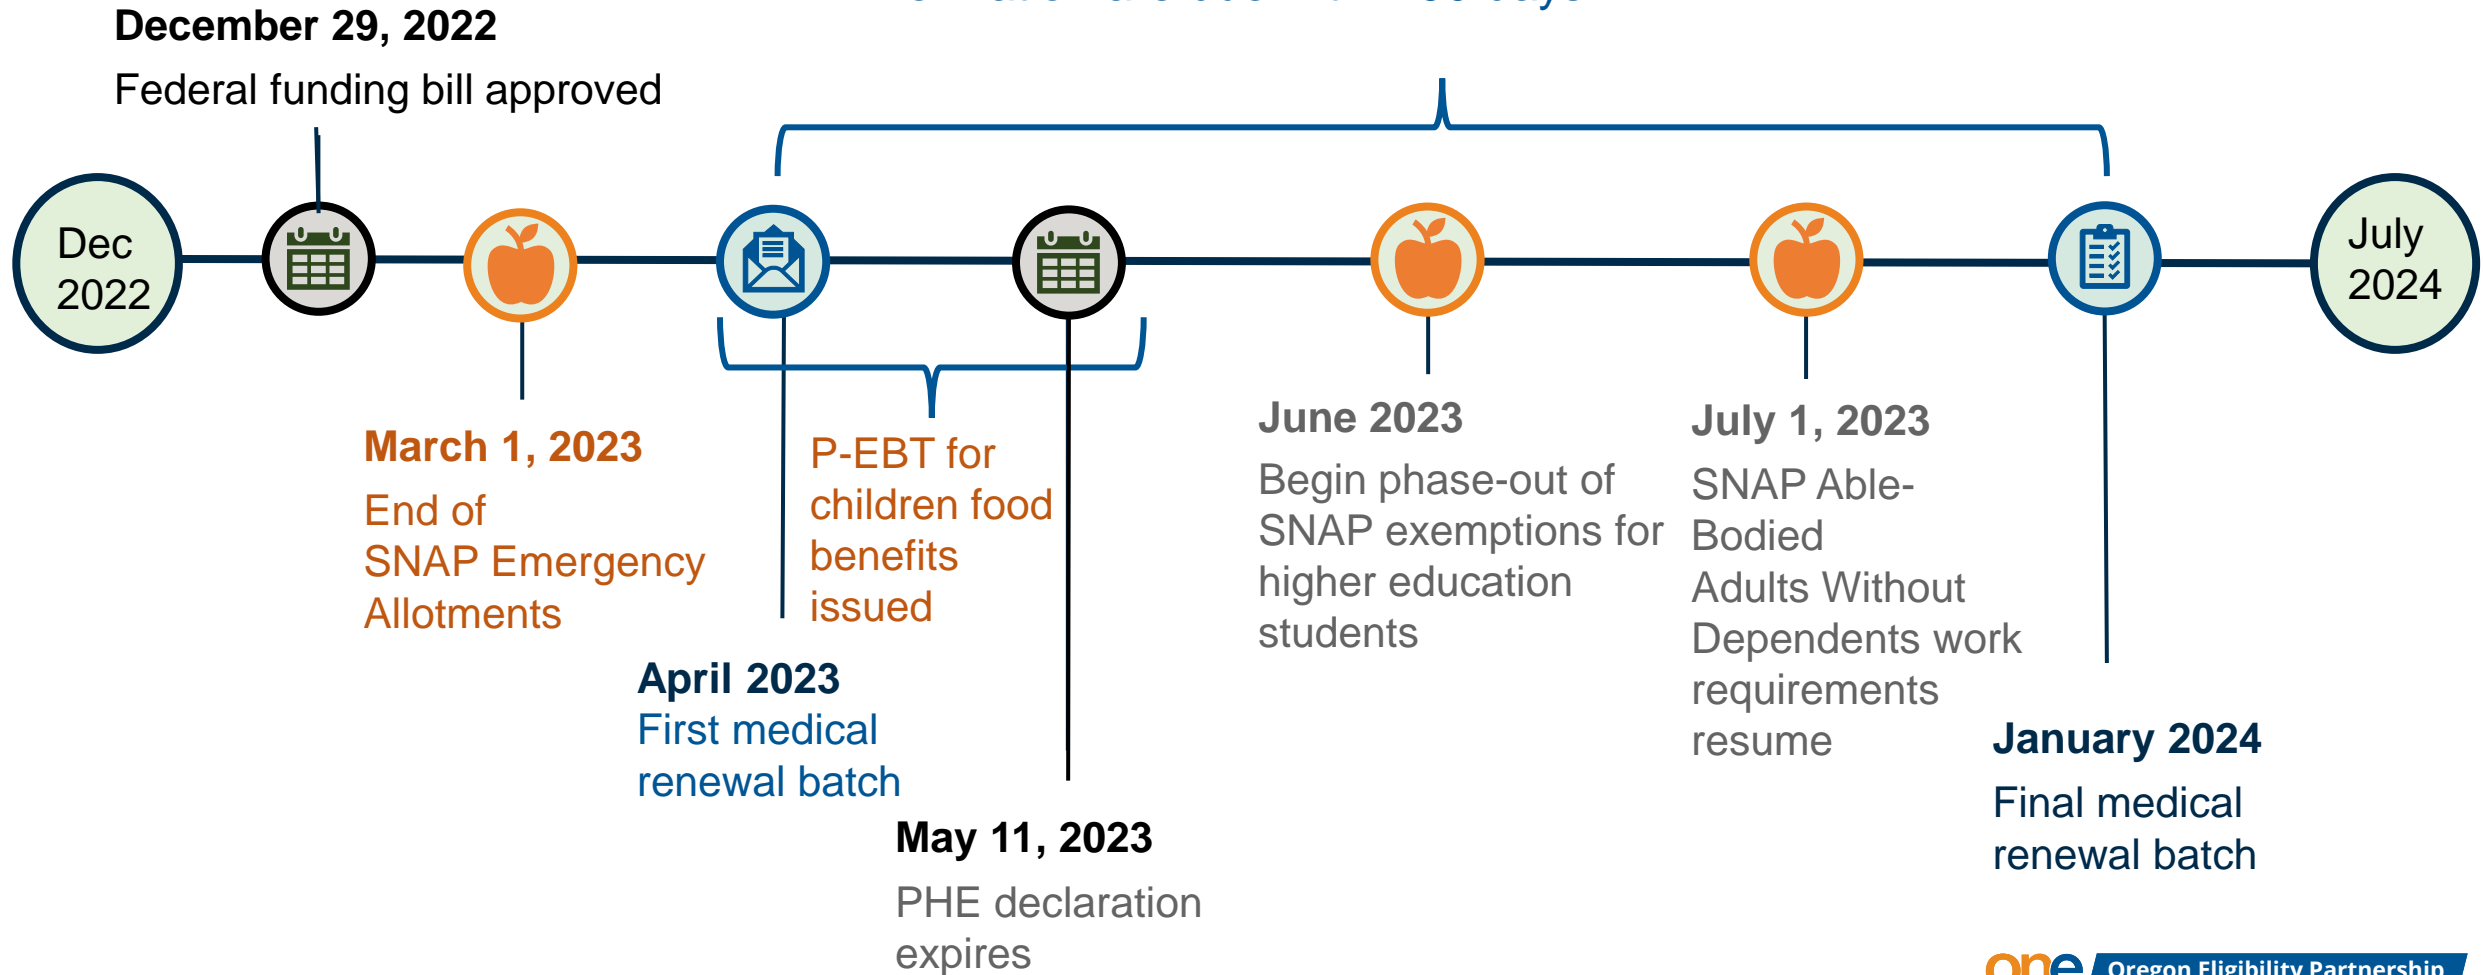 December 29, 2022
Federal funding bill approved
Dec
2022
July
2024
March 1, 2023
End of
SNAP Emergency
Allotments
P-EBT for
children food
benefits
issued
April 2023
First medical
renewal batch
May 11, 2023
PHE declaration
expires
June 2023
Begin phase-out of
SNAP exemptions for
higher education
students
July 1, 2023
SNAP Able-
Bodied
Adults Without
Dependents work
requirements
resume
January 2024
Final medical
renewal batch
one Oregon Eligibility Partnership